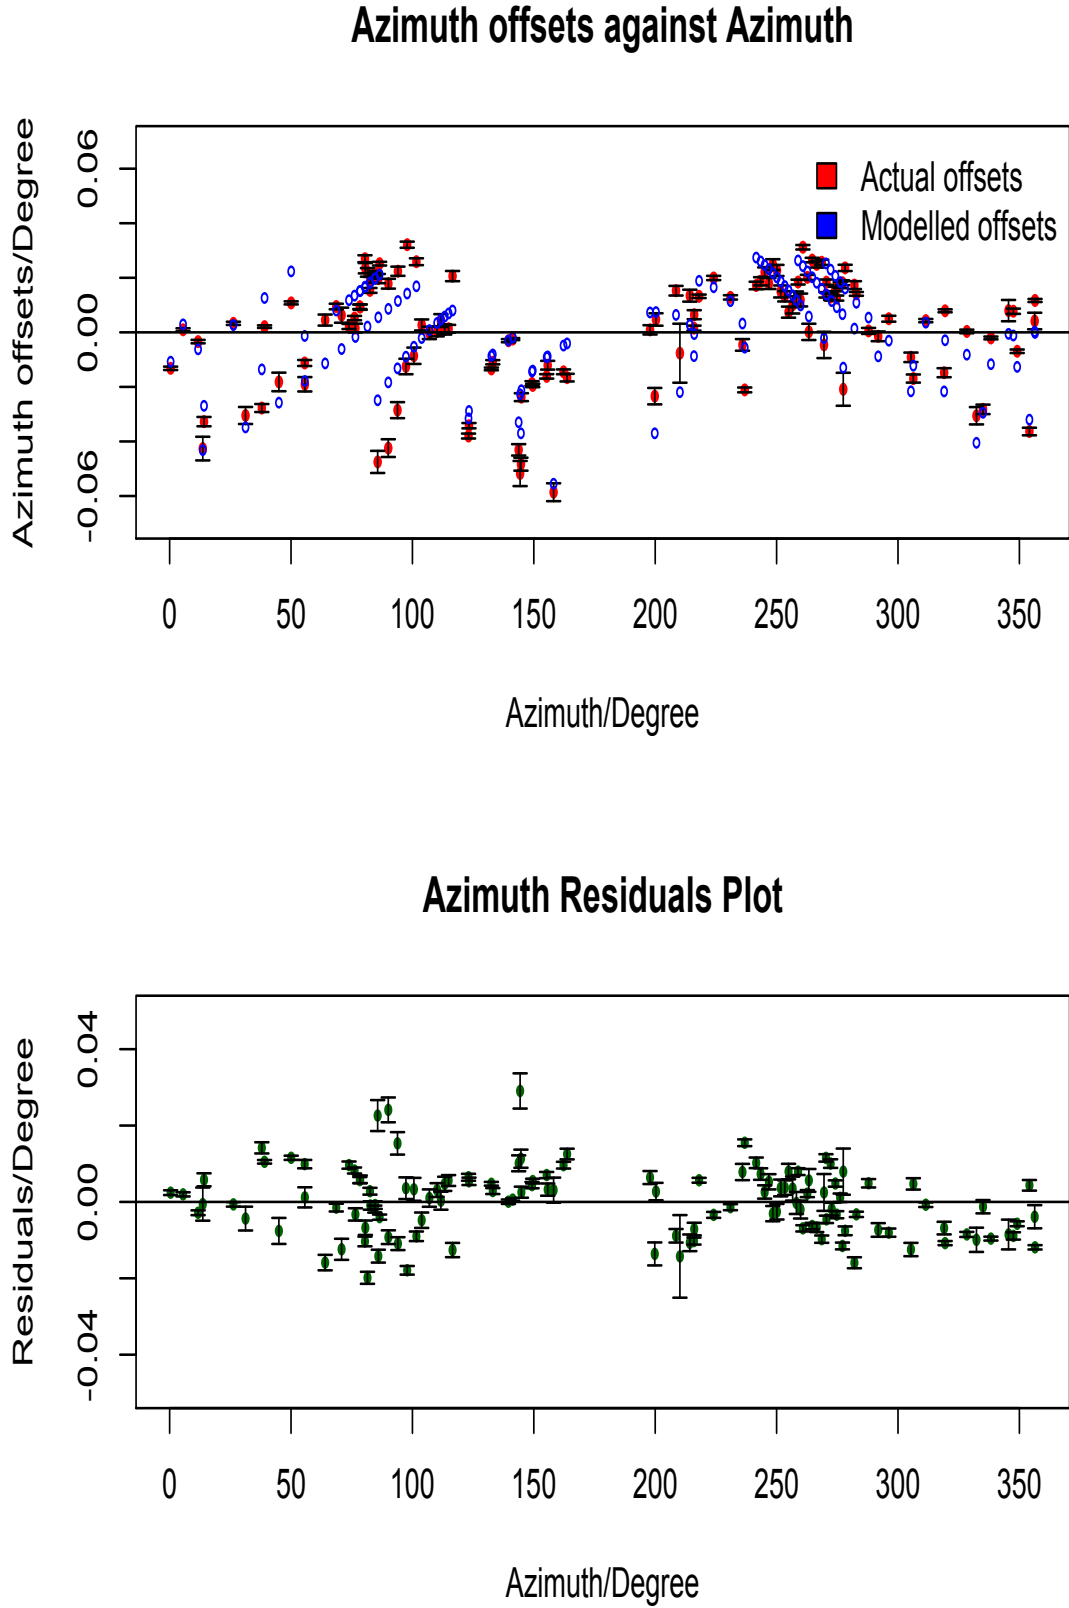 Azimuth offsets against Azimuth
Azimuth offsets/Degree
0.06
0.00
-0.06
Actual offsets
Modelled offsets
0 50 100 150 200 250 300 350
Azimuth/Degree
Azimuth Residuals Plot
Residuals/Degree
0.04
0.00
-0.04
0 50 100 150 200 250 300 350
Azimuth/Degree